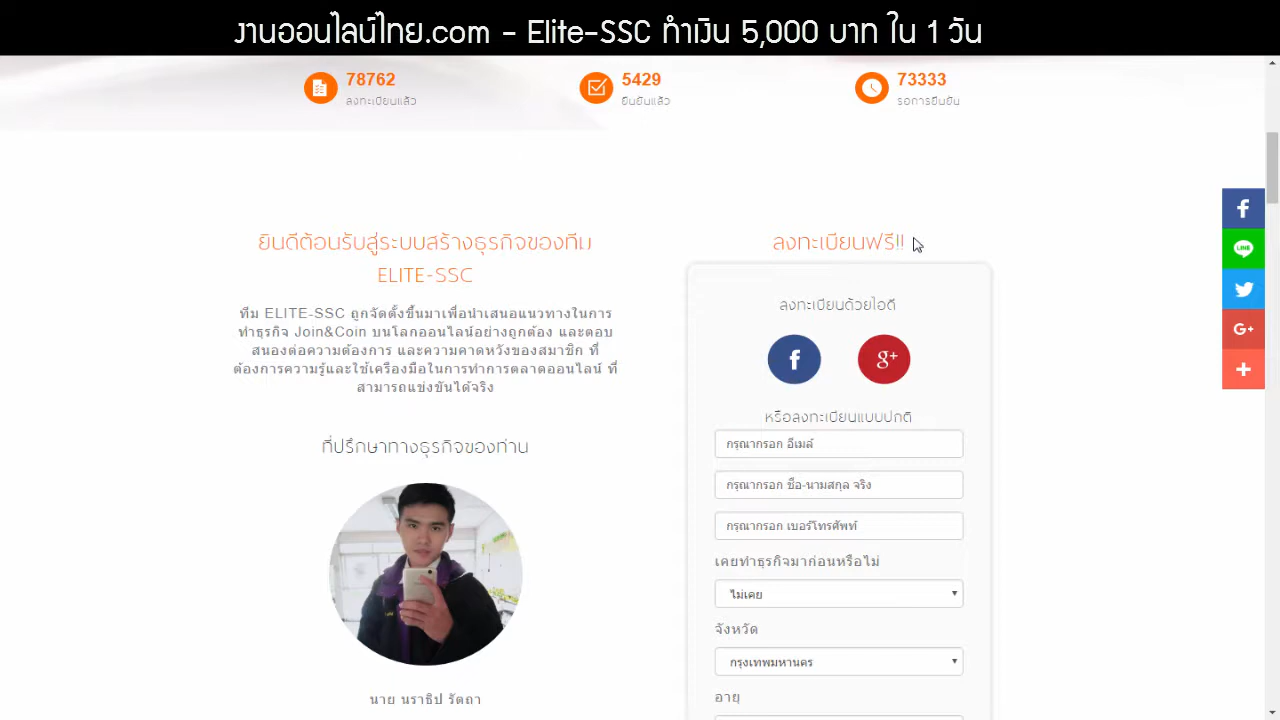 งานออนไลน์ไทย.com - Elite-SSC ทำเงิน 5,000 บาท ใน 1 วัน
78762
ลงทะเบียนแล้ว
5429
ยืนยันแล้ว
73333
รอการยืนยัน
ยินดีต้อนรับสู่ระบบสร้างธุรกิจของทีม
ELITE-SSC
ทีม ELITE-SSC ถูกจัดตั้งขึ้นมาเพื่อนำเสนอแนวทางในการ
ทำธุรกิจ Join&Coin บนโลกออนไลน์อย่างถูกต้อง และตอบ
สนองต่อความต้องการ และความคาดหวังของสมาชิก ที่
ต้องการความรู้และใช้เครื่องมือในการทำการตลาดออนไลน์ ที่
สามารถแข่งขันได้จริง
ที่ปรึกษาทางธุรกิจของท่าน
นาย นราธิป รัตถา
ลงทะเบียนฟรี!!
ลงทะเบียนด้วยไอดี
f
g+
หรือลงทะเบียนแบบปกติ
กรุณากรอก อีเมล์
กรุณากรอก ชื่อ-นามสกุล จริง
กรุณากรอก เบอร์โทรศัพท์
เคยทำธุรกิจมาก่อนหรือไม่
ไม่เคย
จังหวัด
กรุงเทพมหานคร
อายุ
f
LINE
G+